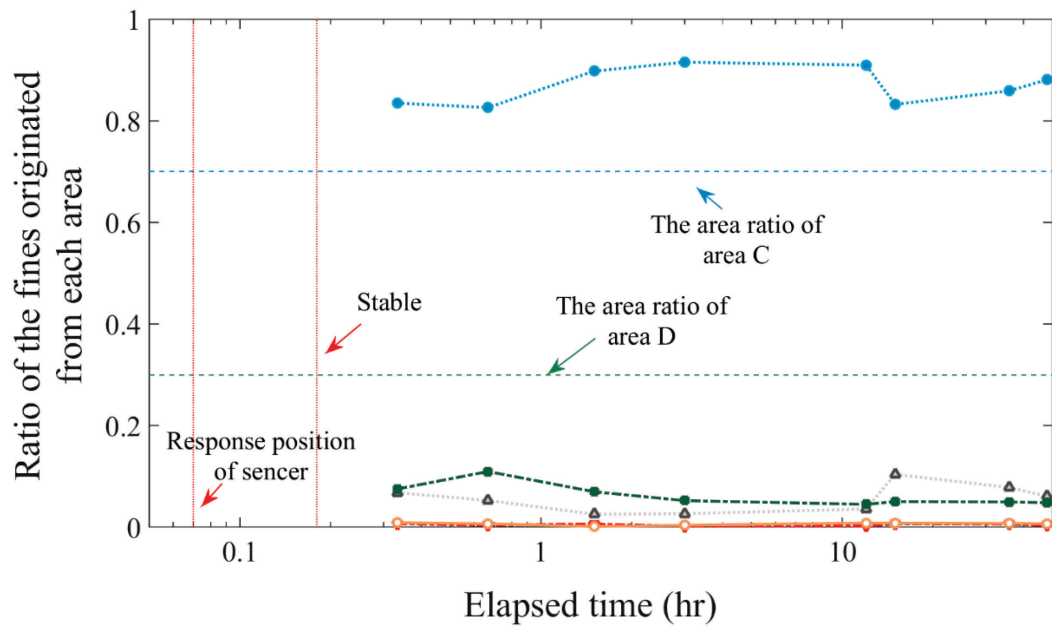 Ratio of the fines originated
from each area
1
0.8
0.6
0.4
0.2
0
The area ratio of
area C
Stable
The area ratio of
area D
Response position
of sencer
0.1
1
10
Elapsed time (hr)